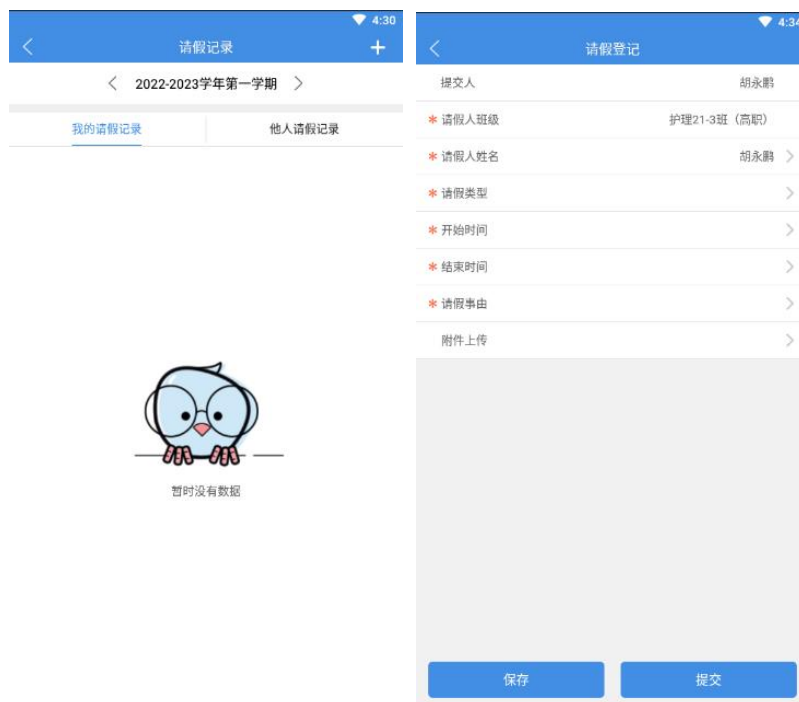 4:30
请假记录
+
2022-2023学年第一学期
我的请假记录
他人请假记录
暂时没有数据
4:34
请假登记
提交人 胡永鹏
* 请假人班级 护理21-3班（高职）
* 请假人姓名 胡永鹏
* 请假类型
* 开始时间
* 结束时间
* 请假事由
附件上传
保存
提交